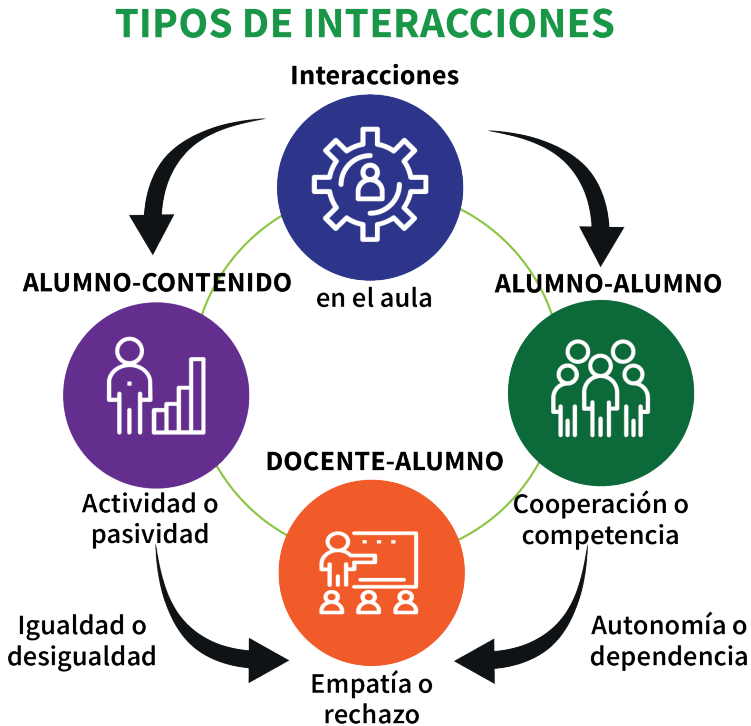 TIPOS DE INTERACCIONES
Interacciones
en el aula
ALUMNO-CONTENIDO
Actividad o
pasividad
ALUMNO-ALUMNO
Cooperación o
competencia
DOCENTE-ALUMNO
Empatía o
rechazo
Igualdad o
desigualdad
Autonomía o
dependencia